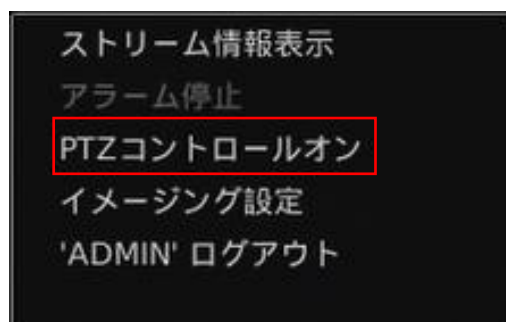 ストリーム情報表示
アラーム停止
PTZコントロールオン
イメージング設定
'ADMIN' ログアウト